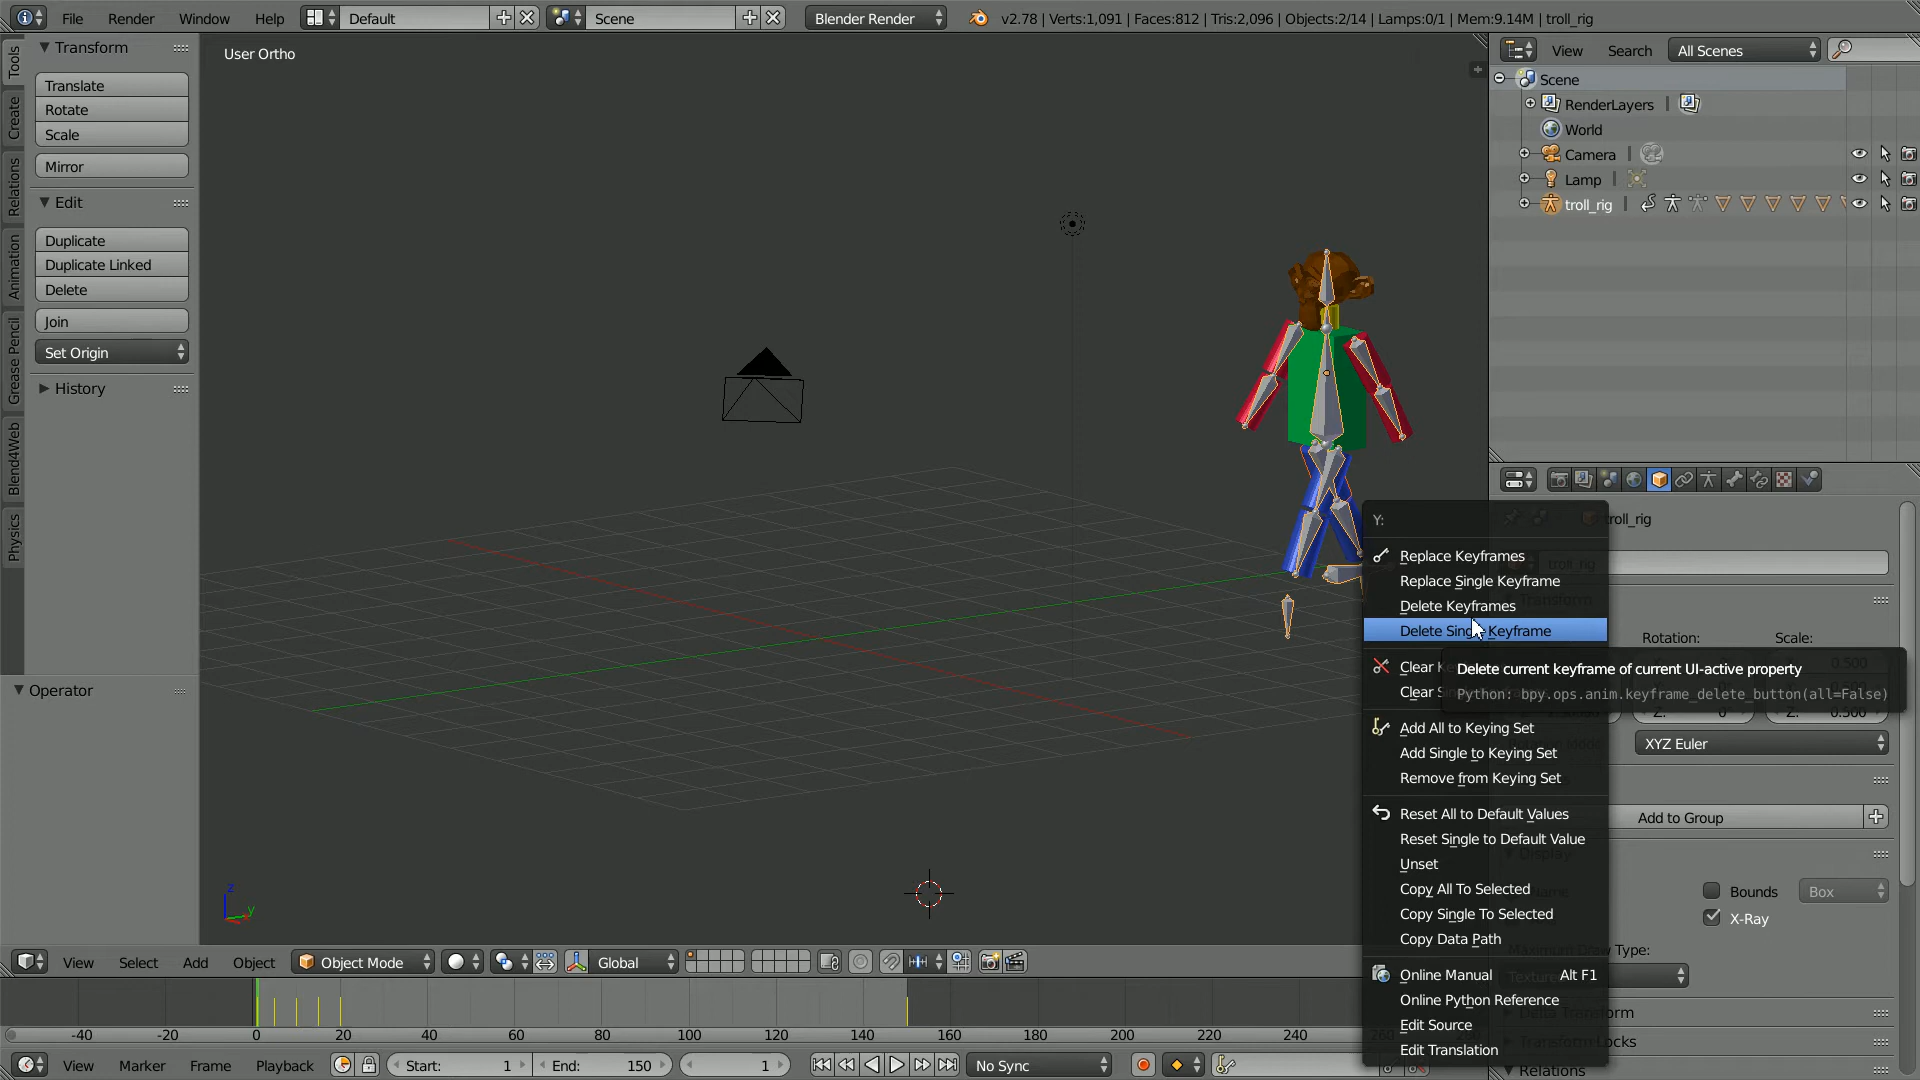 File Render Window Help Default Scene Blender Render v2.78 | Verts:1,091 | Faces:812 | Tris:2,096 | Objects:2/14 | Lamps:0/1 | Mem:9.14M | troll_rig
Tools
Create
Relations
Animation
Grease Pencil
Blend4Web
Physics
Transform
Translate
Rotate
Scale
Mirror
Edit
Duplicate
Duplicate Linked
Delete
Join
Set Origin
History
Operator
User Ortho
View Search All Scenes
Scene
RenderLayers
World
Camera
Lamp
troll_rig
troll_rig
troll_rig
Transform
Rotation: Scale:
0.500
Z: 0° Z: 0.500
XYZ Euler
Add to Group
Display
Bounds Box
X-Ray
Maximum Draw Type:
Delta Transform
Transform Locks
Relations
Y:
Replace Keyframes
Replace Single Keyframe
Delete Keyframes
Delete Single Keyframe
Delete current keyframe of current UI-active property
Python: bpy.ops.anim.keyframe_delete_button(all=False)
Add All to Keying Set
Add Single to Keying Set
Remove from Keying Set
Reset All to Default Values
Reset Single to Default Value
Unset
Copy All To Selected
Copy Single To Selected
Copy Data Path
Online Manual Alt F1
Online Python Reference
Edit Source
Edit Translation
z
y
View Select Add Object Object Mode Global
-40 -20 0 20 40 60 80 100 120 140 160 180 200 220 240 260
View Marker Frame Playback Start: 1 End: 150 1 No Sync